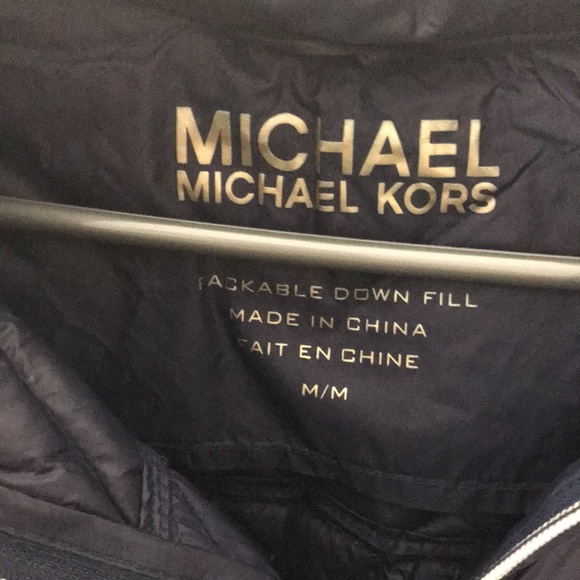 MICHAEL
MICHAEL KORS
PACKABLE DOWN FILL
MADE IN CHINA
FAIT EN CHINE
M/M